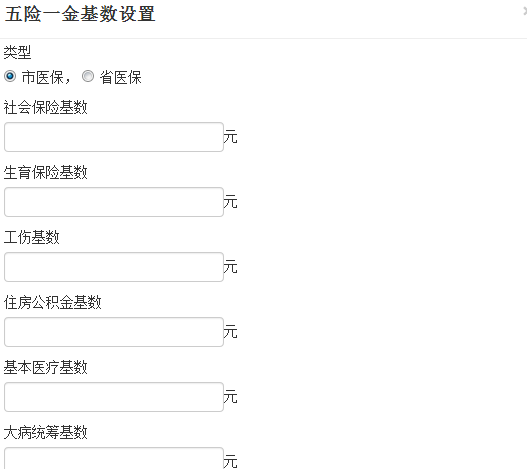 五险一金基数设置
类型
市医保， 省医保
社会保险基数
元
生育保险基数
元
工伤基数
元
住房公积金基数
元
基本医疗基数
元
大病统筹基数
元